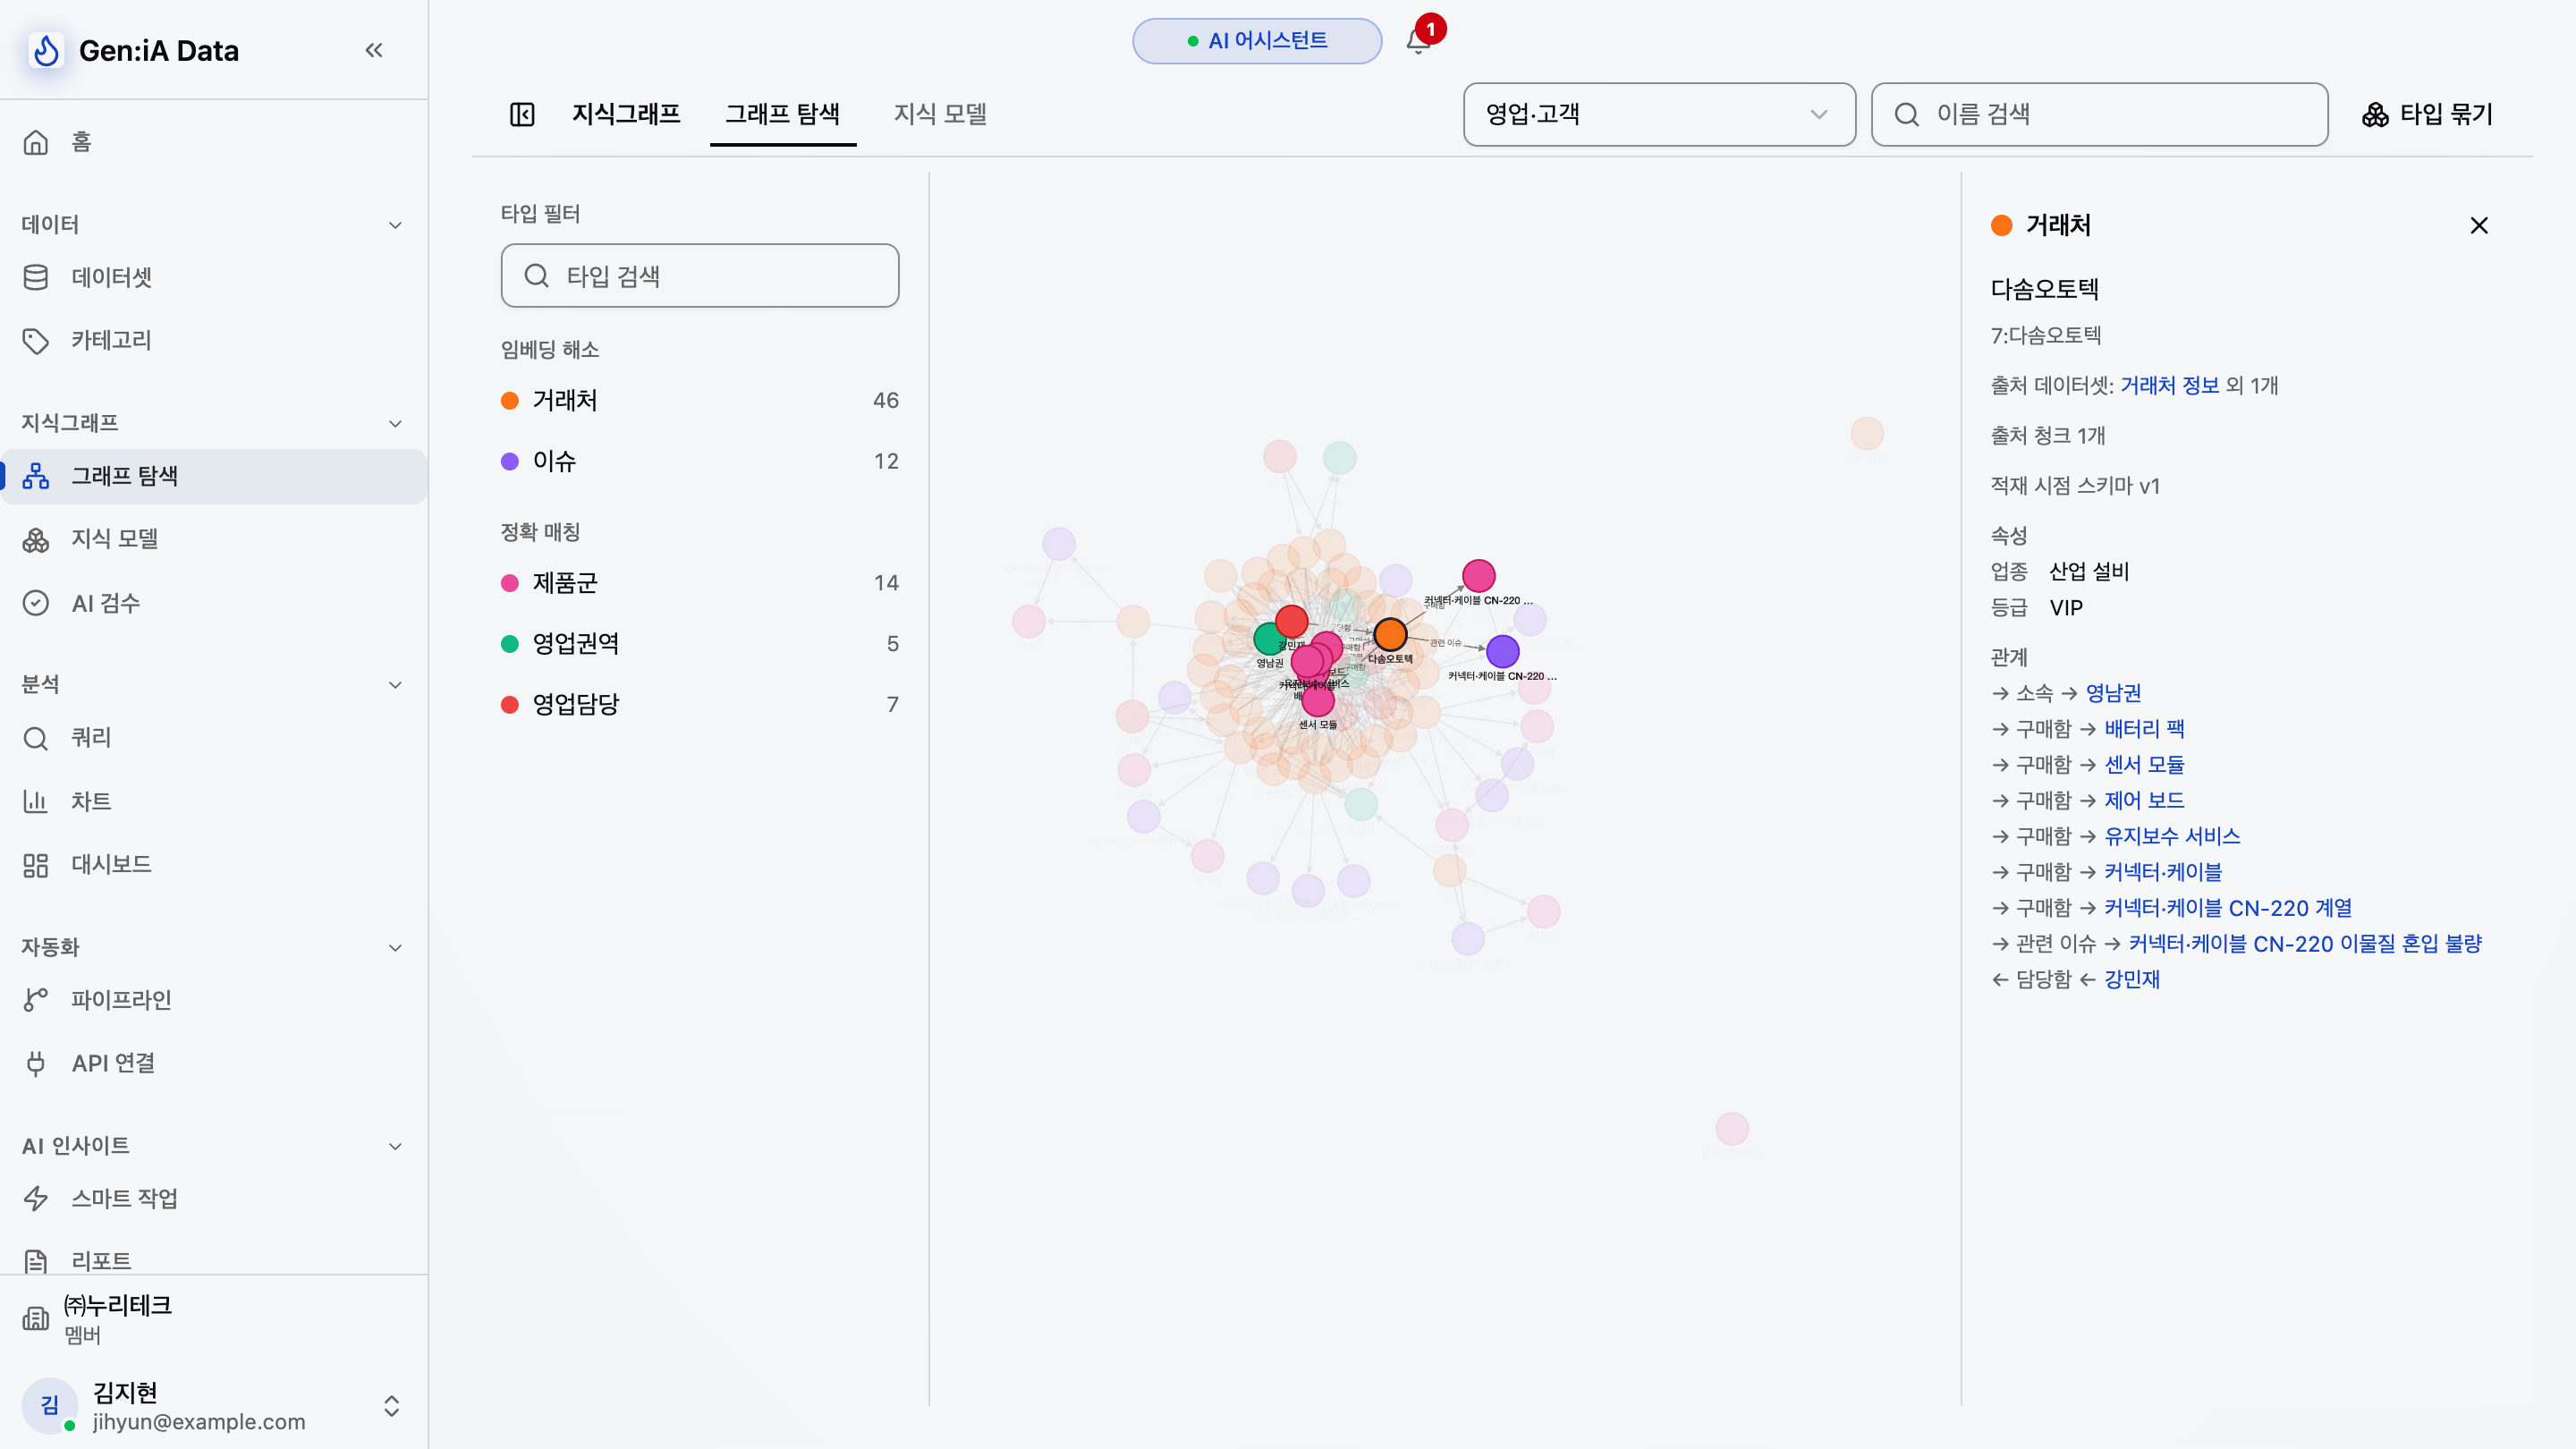 Gen:iA Data
홈
데이터
데이터셋
카테고리
지식그래프
그래프 탐색
지식 모델
AI 검수
분석
쿼리
차트
대시보드
자동화
파이프라인
API 연결
AI 인사이트
스마트 작업
리포트
㈜누리테크
멤버
김
김지현
jihyun@example.com
AI 어시스턴트
1
지식그래프
그래프 탐색
지식 모델
영업·고객
이름 검색
타입 묶기
타입 필터
타입 검색
임베딩 해소
거래처 46
이슈 12
정확 매칭
제품군 14
영업권역 5
영업담당 7
커넥터·케이블 CN-220 ...
구매함
관련 이슈
다솜오토텍
커넥터·케이블 CN-220 ...
강민재
영남권
구매함
센서 모듈
거래처
다솜오토텍
7:다솜오토텍
출처 데이터셋: 거래처 정보 외 1개
출처 청크 1개
적재 시점 스키마 v1
속성
업종 산업 설비
등급 VIP
관계
→ 소속 → 영남권
→ 구매함 → 배터리 팩
→ 구매함 → 센서 모듈
→ 구매함 → 제어 보드
→ 구매함 → 유지보수 서비스
→ 구매함 → 커넥터·케이블
→ 구매함 → 커넥터·케이블 CN-220 계열
→ 관련 이슈 → 커넥터·케이블 CN-220 이물질 혼입 불량
← 담당함 ← 강민재